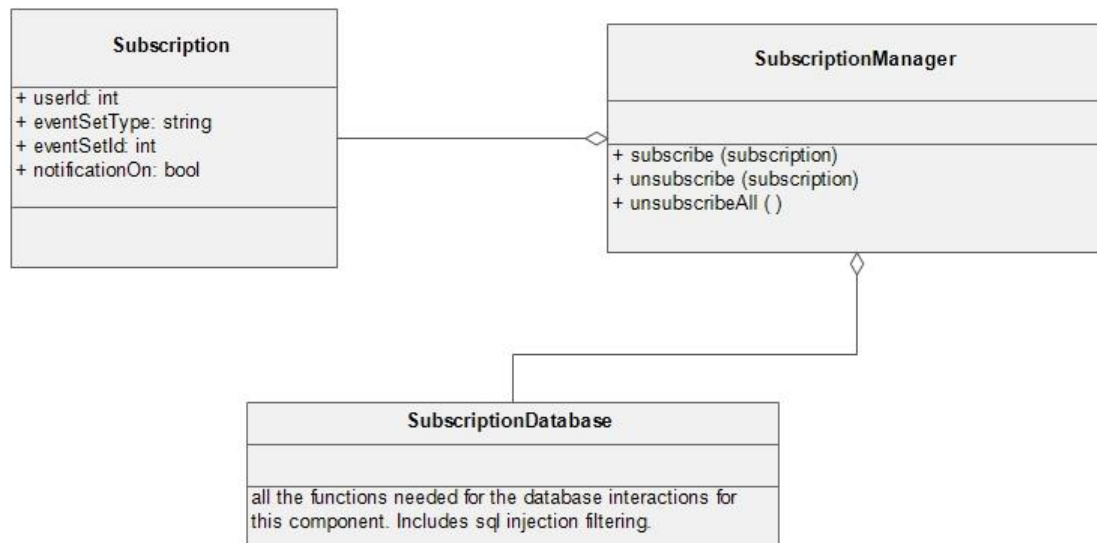 Subscription
+ userId: int
+ eventSetType: string
+ eventSetId: int
+ notificationOn: bool
SubscriptionManager
+ subscribe (subscription)
+ unsubscribe (subscription)
+ unsubscribeAll ( )
SubscriptionDatabase
all the functions needed for the database interactions for
this component. Includes sql injection filtering.